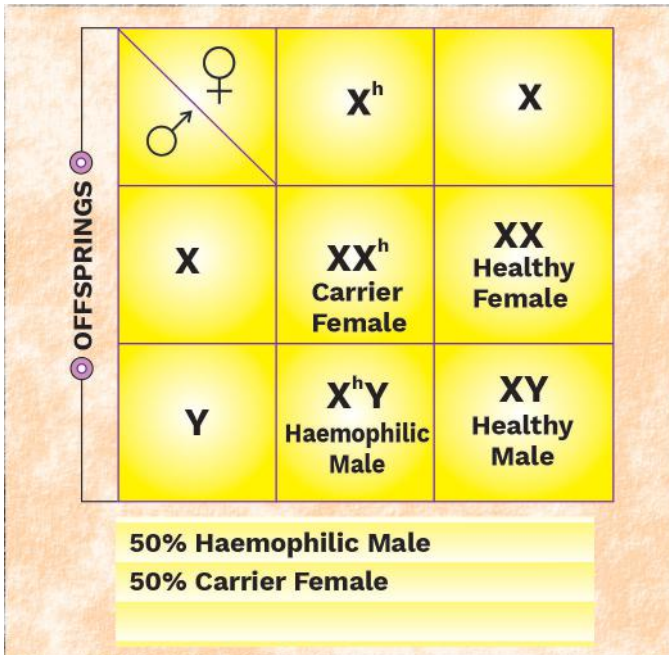 OFFSPRINGS
♂ ♀
Xʰ
X
X
XXʰ
Carrier
Female
XX
Healthy
Female
Y
XʰY
Haemophilic
Male
XY
Healthy
Male
50% Haemophilic Male
50% Carrier Female